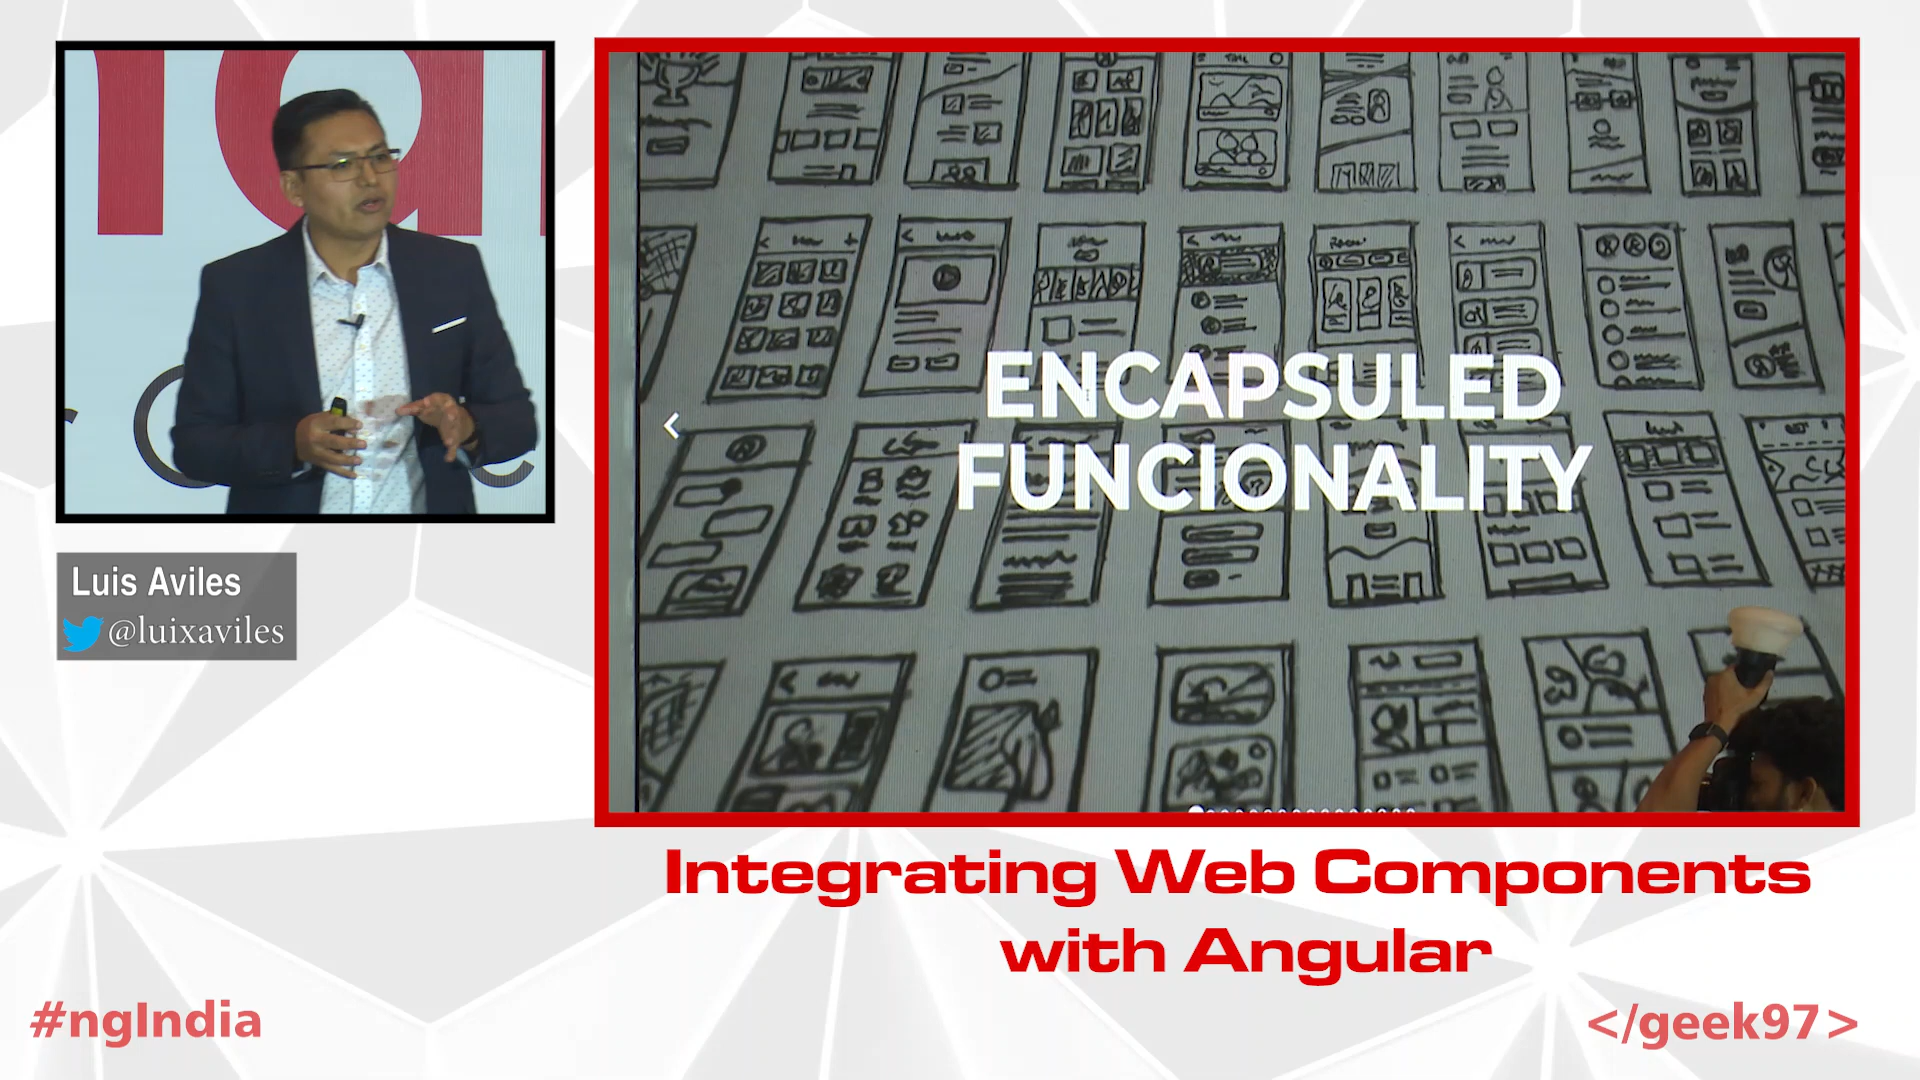 Luis Aviles
@luixaviles
ENCAPSULED
FUNCIONALITY
Integrating Web Components
with Angular
#ngIndia
</geek97>